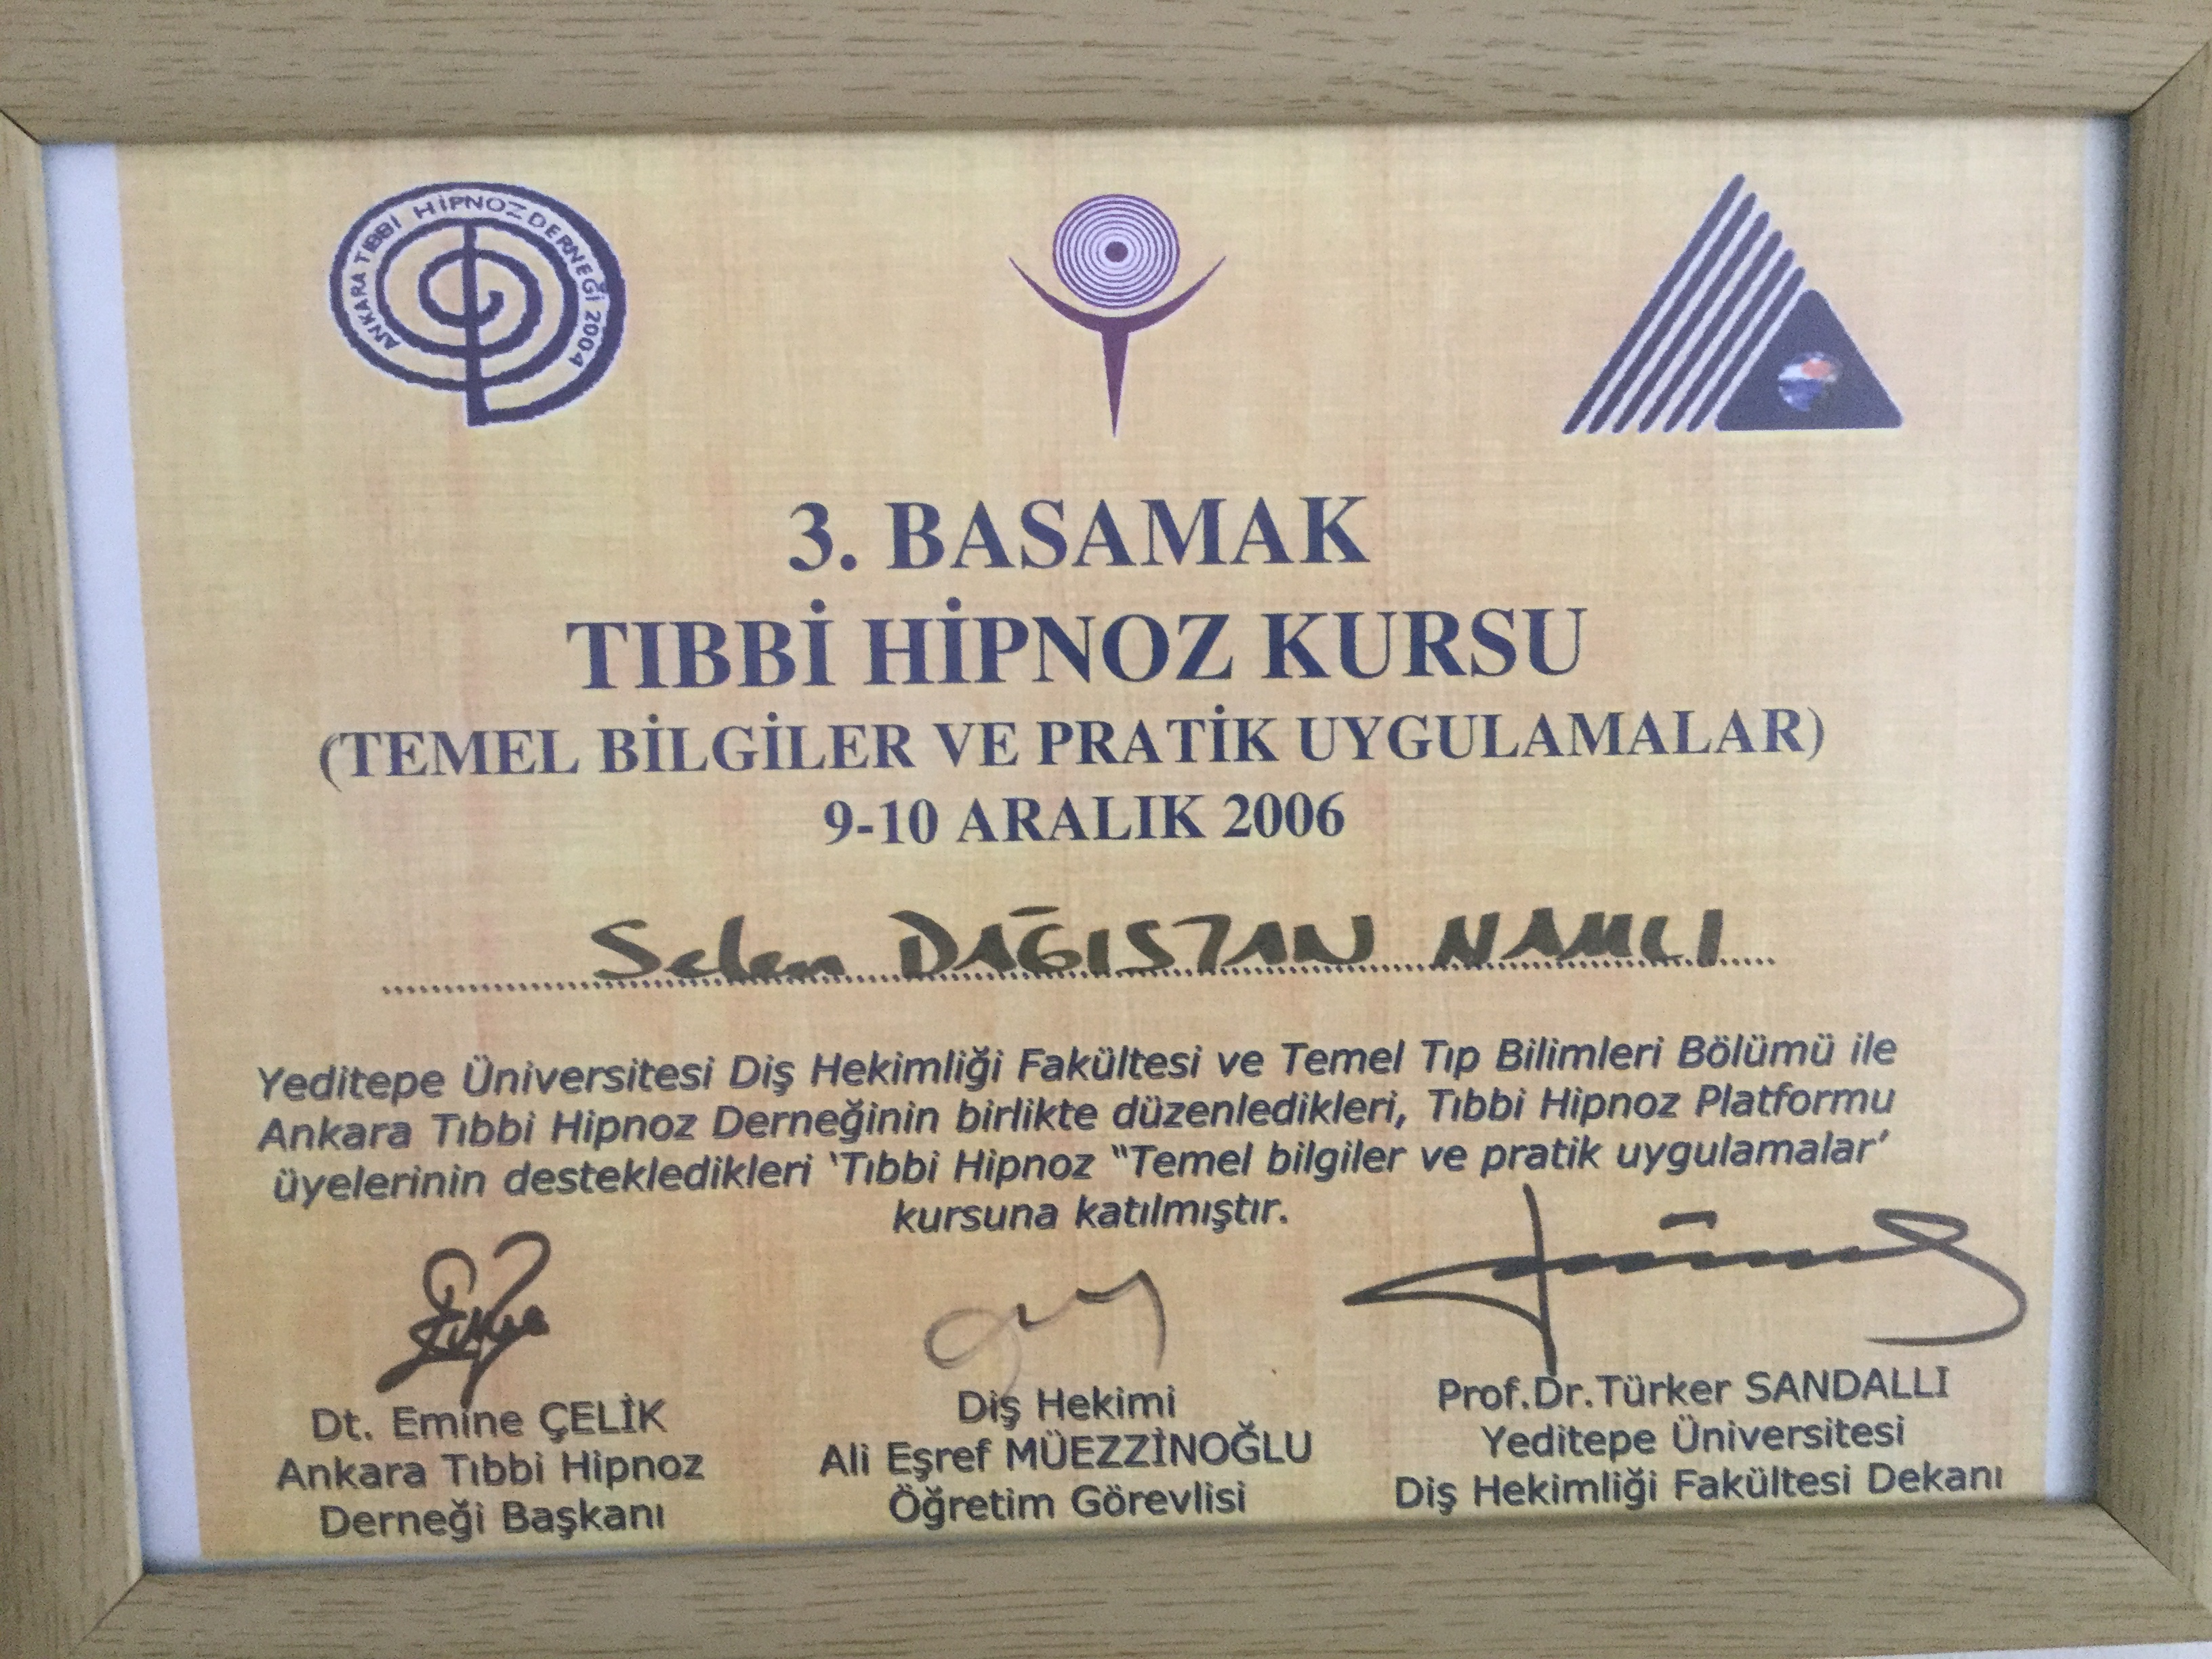 ANKARA TIBBİ HİPNOZ DERNEĞİ 2004
3. BASAMAK
TIBBİ HİPNOZ KURSU
(TEMEL BİLGİLER VE PRATİK UYGULAMALAR)
9-10 ARALIK 2006
Selen DAĞISTAN NAMLI
Yeditepe Üniversitesi Diş Hekimliği Fakültesi ve Temel Tıp Bilimleri Bölümü ile
Ankara Tıbbi Hipnoz Derneğinin birlikte düzenledikleri, Tıbbi Hipnoz Platformu
üyelerinin destekledikleri ‘Tıbbi Hipnoz “Temel bilgiler ve pratik uygulamalar’
kursuna katılmıştır.
Dt. Emine ÇELİK
Ankara Tıbbi Hipnoz
Derneği Başkanı
Diş Hekimi
Ali Eşref MÜEZZİNOĞLU
Öğretim Görevlisi
Prof.Dr.Türker SANDALLI
Yeditepe Üniversitesi
Diş Hekimliği Fakültesi Dekanı